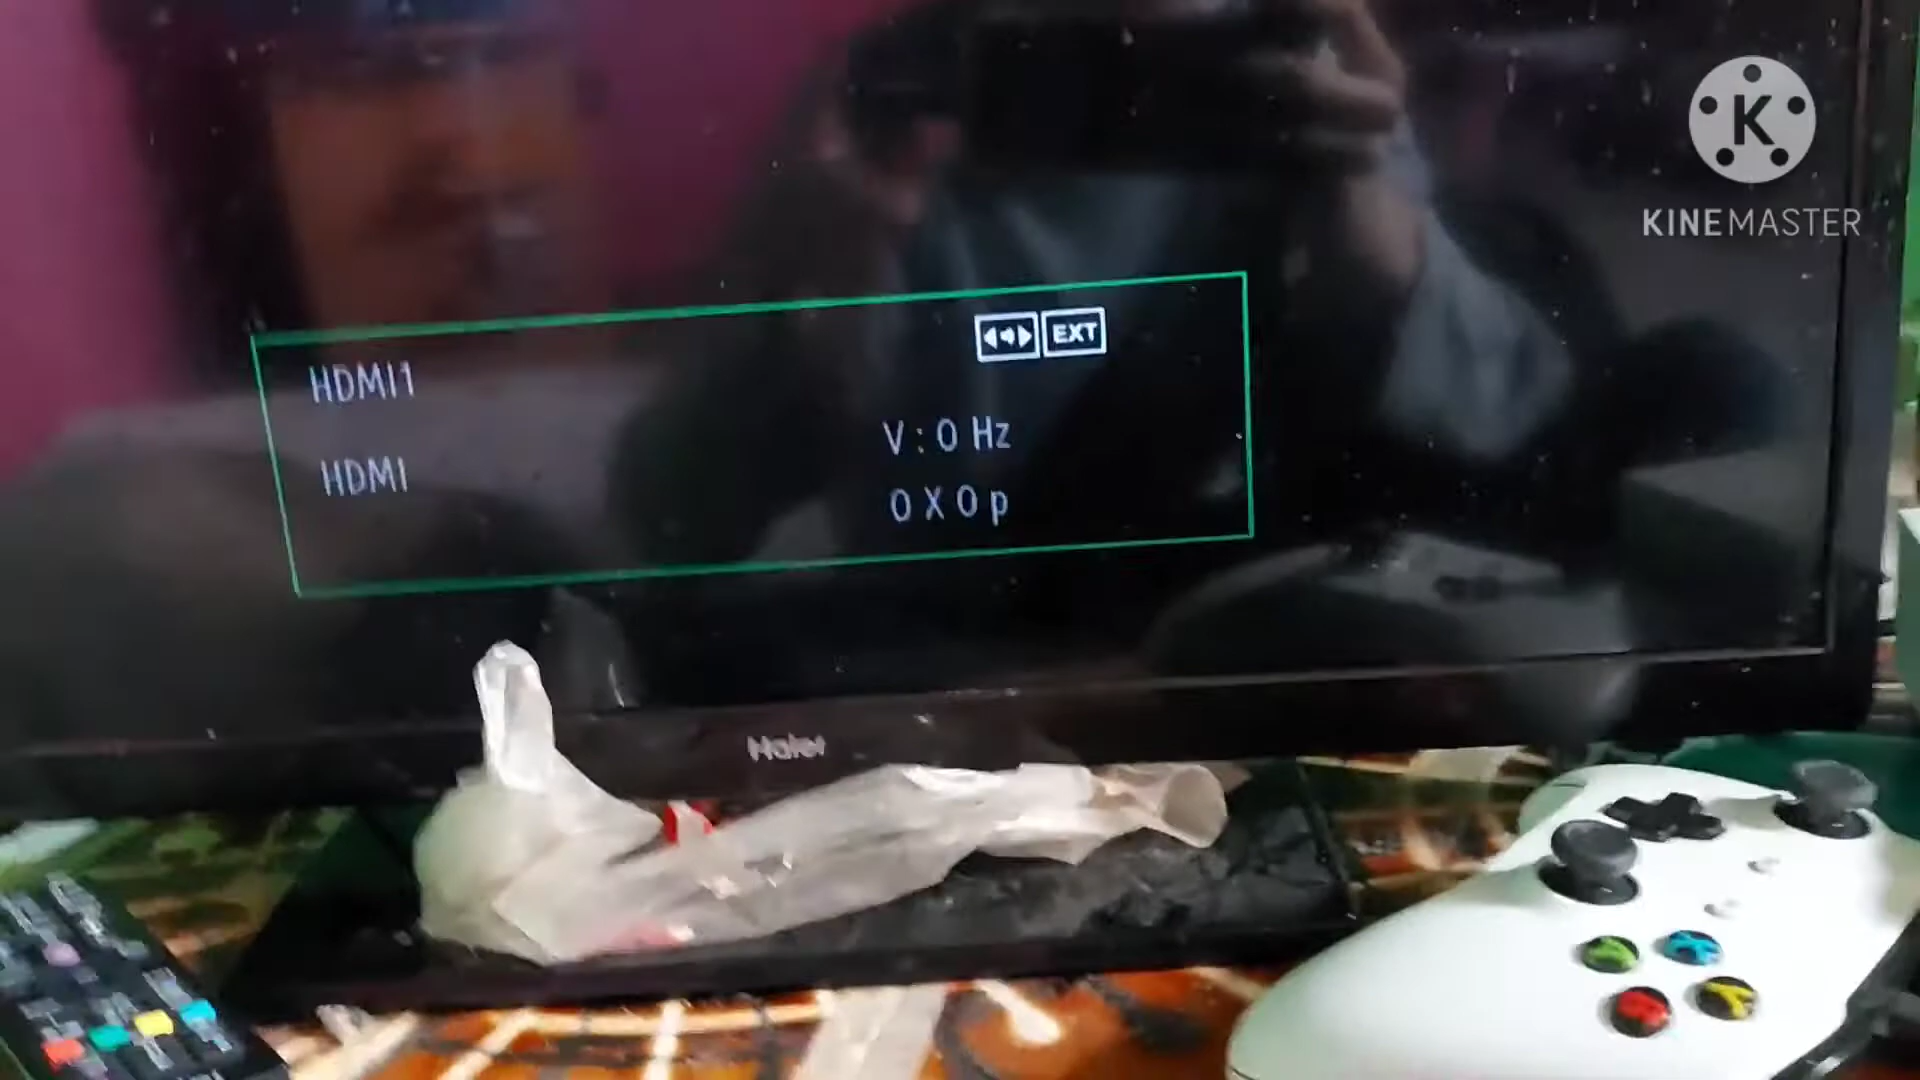 K
KINEMASTER
EXT
HDMI1
V : 0 Hz
HDMI
0 X 0 p
Haier